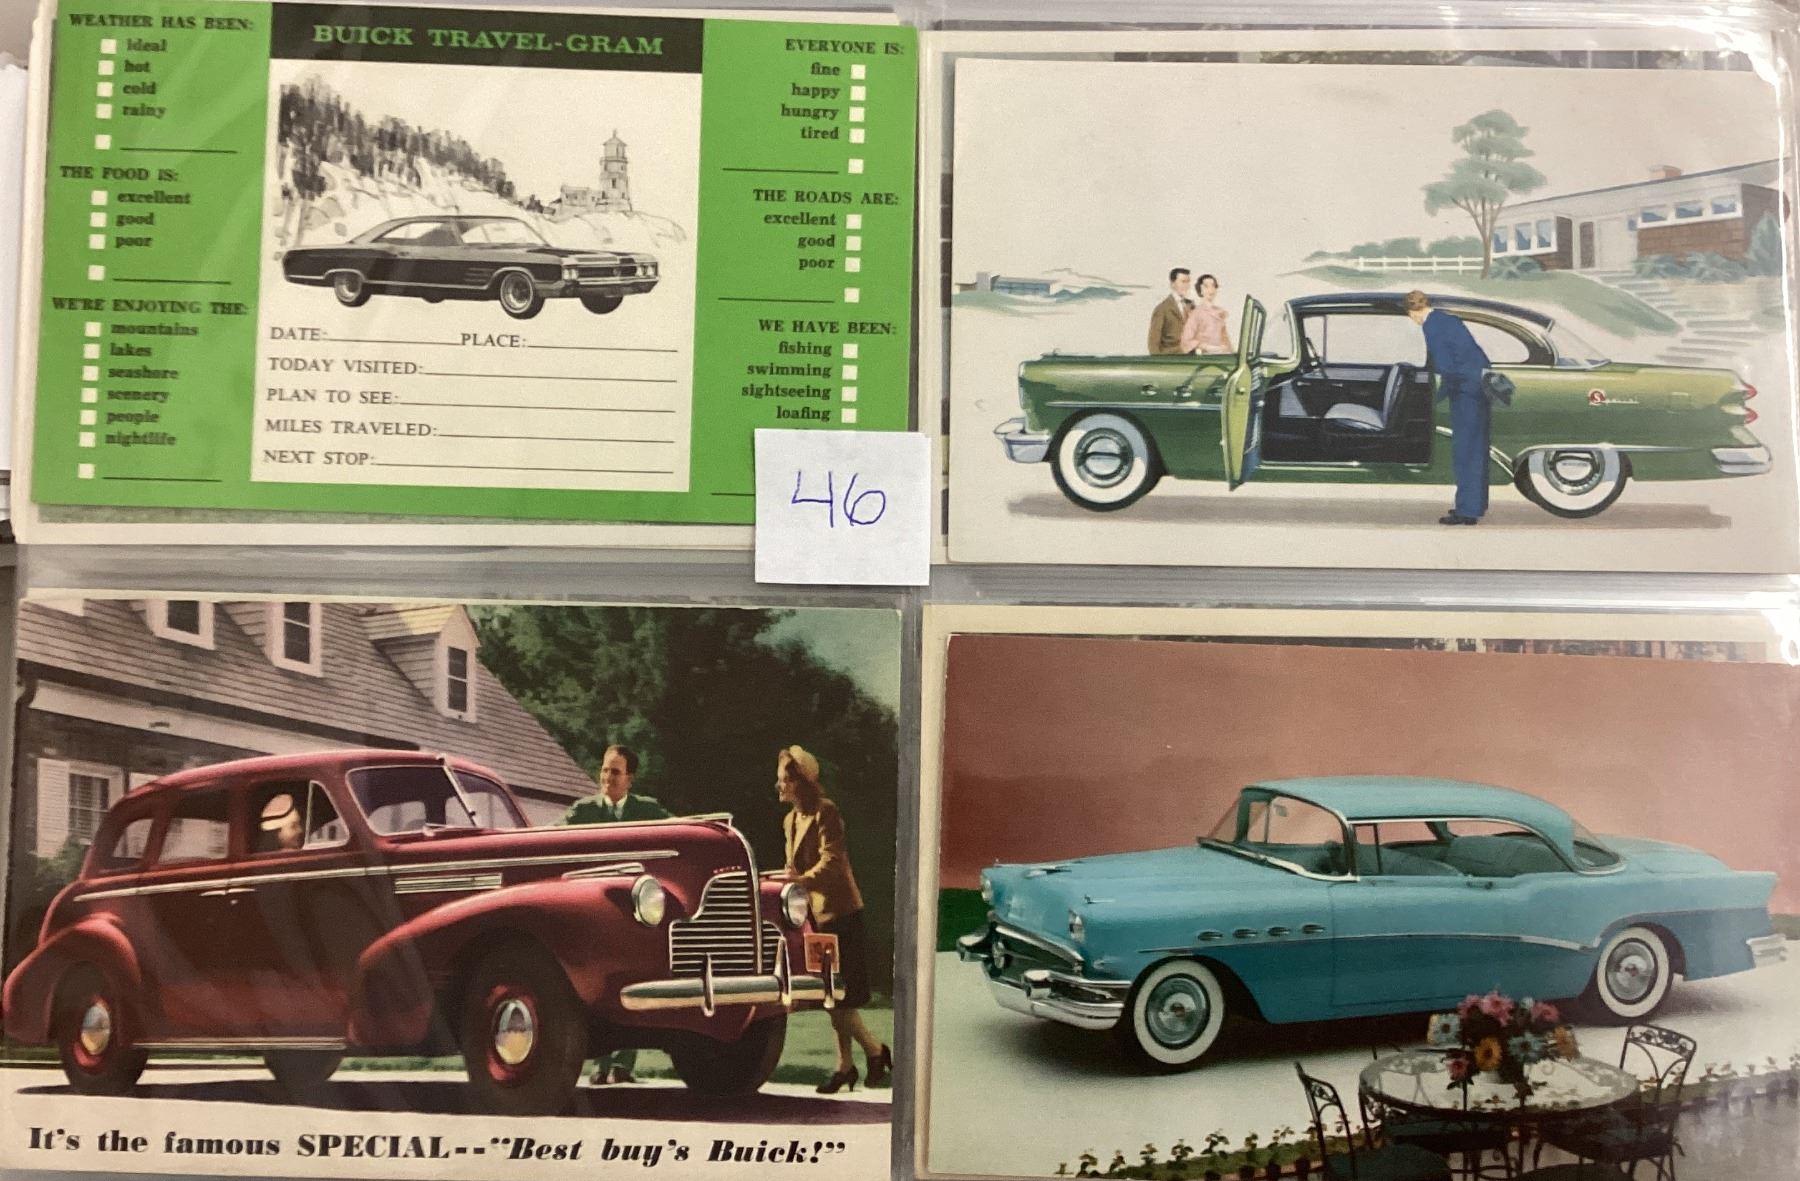 BUICK TRAVEL-GRAM
WEATHER HAS BEEN:
ideal
hot
cold
rainy
THE FOOD IS:
excellent
good
poor
WE'RE ENJOYING THE:
mountains
lakes
seashore
scenery
people
nightlife
DATE: PLACE:
TODAY VISITED:
PLAN TO SEE:
MILES TRAVELED:
NEXT STOP:
EVERYONE IS:
fine
happy
hungry
tired
THE ROADS ARE:
excellent
good
poor
WE HAVE BEEN:
fishing
swimming
sightseeing
loafing
46
Special
BUICK
It's the famous SPECIAL--"Best buy's Buick!"